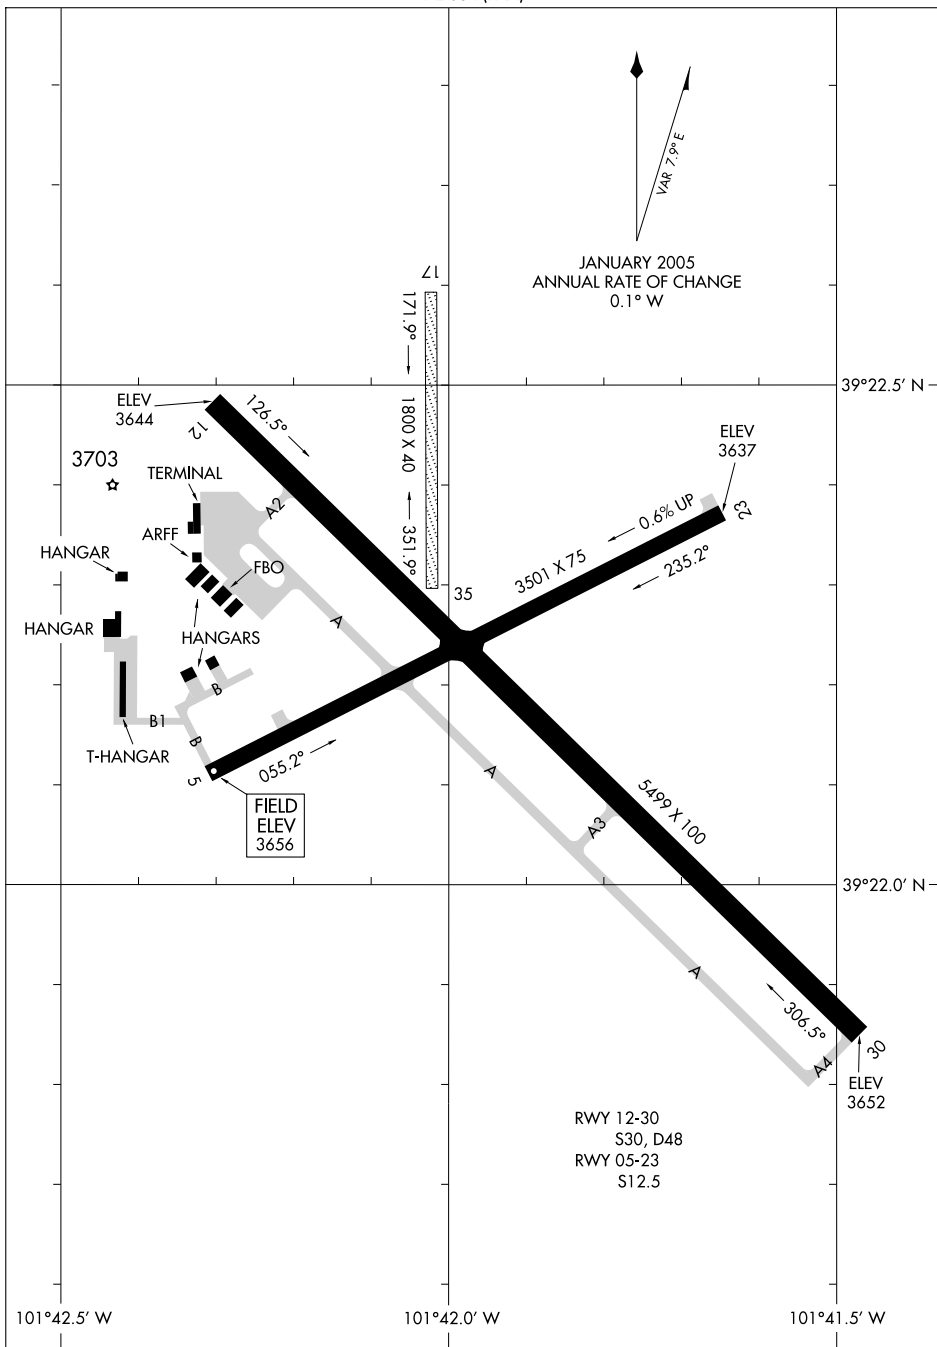 VAR 7.9° E
JANUARY 2005
ANNUAL RATE OF CHANGE
0.1° W
17
171.9°
1800 X 40
351.9°
35
39°22.5' N
ELEV
3644
12
126.5°
ELEV
3637
23
3703
TERMINAL
A2
0.6% UP
ARFF
3501 X 75
235.2°
HANGAR
FBO
HANGAR
HANGARS
A
B
B1
B
T-HANGAR
5
055.2°
A
FIELD
ELEV
3656
A3
5499 X 100
39°22.0' N
A
306.5°
30
A4
ELEV
3652
RWY 12-30
S30, D48
RWY 05-23
S12.5
101°42.5' W
101°42.0' W
101°41.5' W